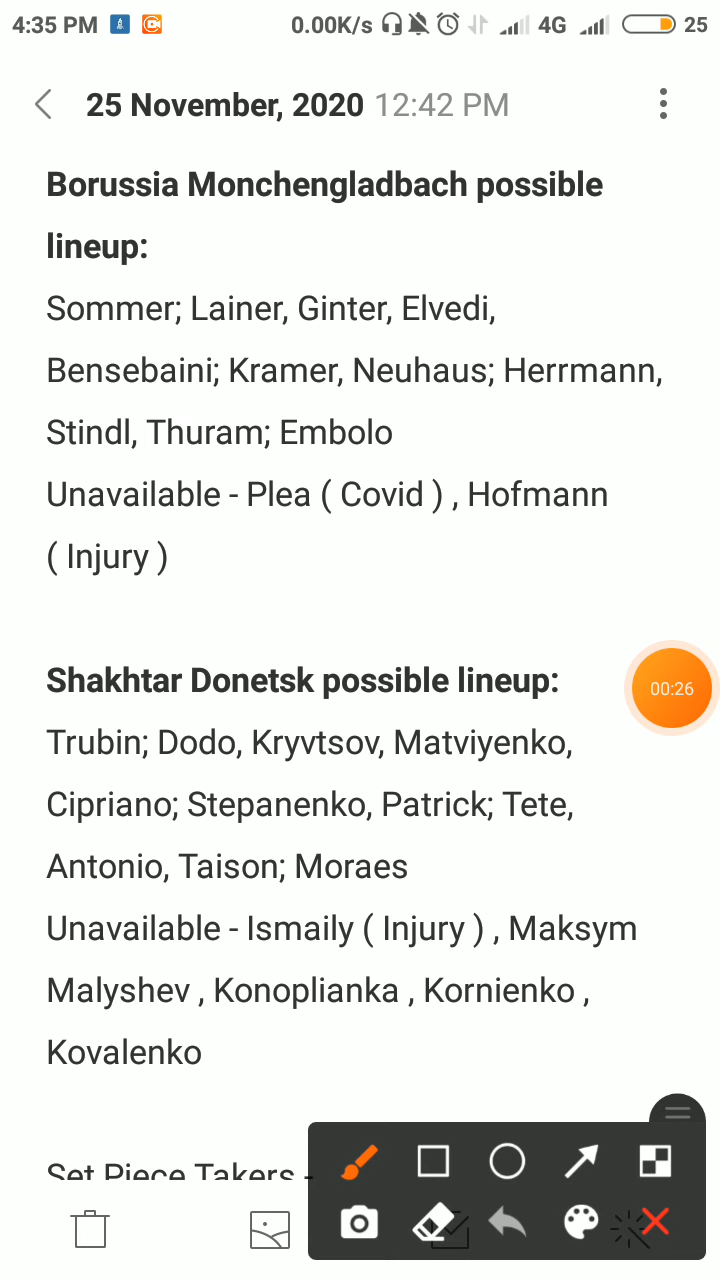 4:35 PM 0.00K/s 4G 25
25 November, 2020 12:42 PM
Borussia Monchengladbach possible
lineup:
Sommer; Lainer, Ginter, Elvedi,
Bensebaini; Kramer, Neuhaus; Herrmann,
Stindl, Thuram; Embolo
Unavailable - Plea ( Covid ) , Hofmann
( Injury )
Shakhtar Donetsk possible lineup:
00:26
Trubin; Dodo, Kryvtsov, Matviyenko,
Cipriano; Stepanenko, Patrick; Tete,
Antonio, Taison; Moraes
Unavailable - Ismaily ( Injury ) , Maksym
Malyshev , Konoplianka , Kornienko ,
Kovalenko
Set Piece Takers -